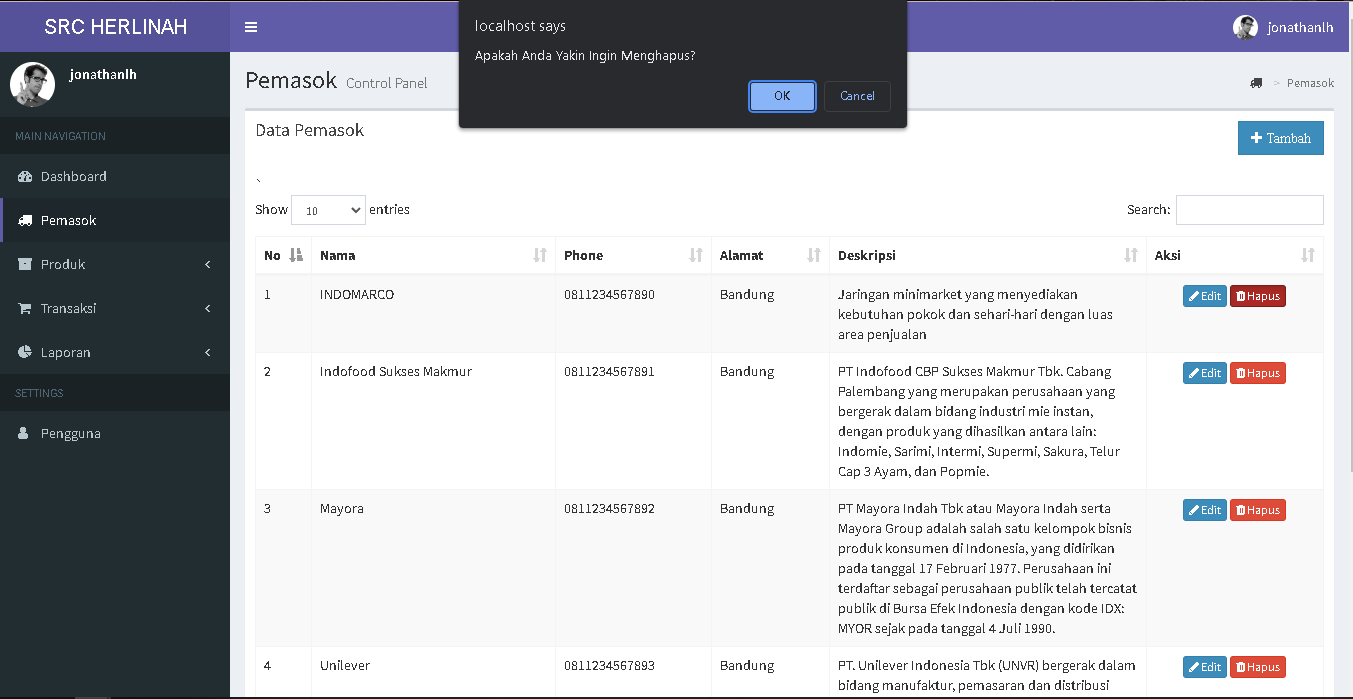 SRC HERLINAH
jonathanlh
localhost says
Apakah Anda Yakin Ingin Menghapus?
OK
Cancel
jonathanlh
MAIN NAVIGATION
Dashboard
Pemasok
Produk
Transaksi
Laporan
SETTINGS
Pengguna
Pemasok Control Panel
> Pemasok
Data Pemasok
+ Tambah
`
Show 10 entries
Search:
No Nama Phone Alamat Deskripsi Aksi
1 INDOMARCO 0811234567890 Bandung Jaringan minimarket yang menyediakan
kebutuhan pokok dan sehari-hari dengan luas
area penjualan
Edit Hapus
2 Indofood Sukses Makmur 0811234567891 Bandung PT Indofood CBP Sukses Makmur Tbk. Cabang
Palembang yang merupakan perusahaan yang
bergerak dalam bidang industri mie instan,
dengan produk yang dihasilkan antara lain:
Indomie, Sarimi, Intermi, Supermi, Sakura, Telur
Cap 3 Ayam, dan Popmie.
Edit Hapus
3 Mayora 0811234567892 Bandung PT Mayora Indah Tbk atau Mayora Indah serta
Mayora Group adalah salah satu kelompok bisnis
produk konsumen di Indonesia, yang didirikan
pada tanggal 17 Februari 1977. Perusahaan ini
terdaftar sebagai perusahaan publik telah tercatat
publik di Bursa Efek Indonesia dengan kode IDX:
MYOR sejak pada tanggal 4 Juli 1990.
Edit Hapus
4 Unilever 0811234567893 Bandung PT. Unilever Indonesia Tbk (UNVR) bergerak dalam
bidang manufaktur, pemasaran dan distribusi
Edit Hapus